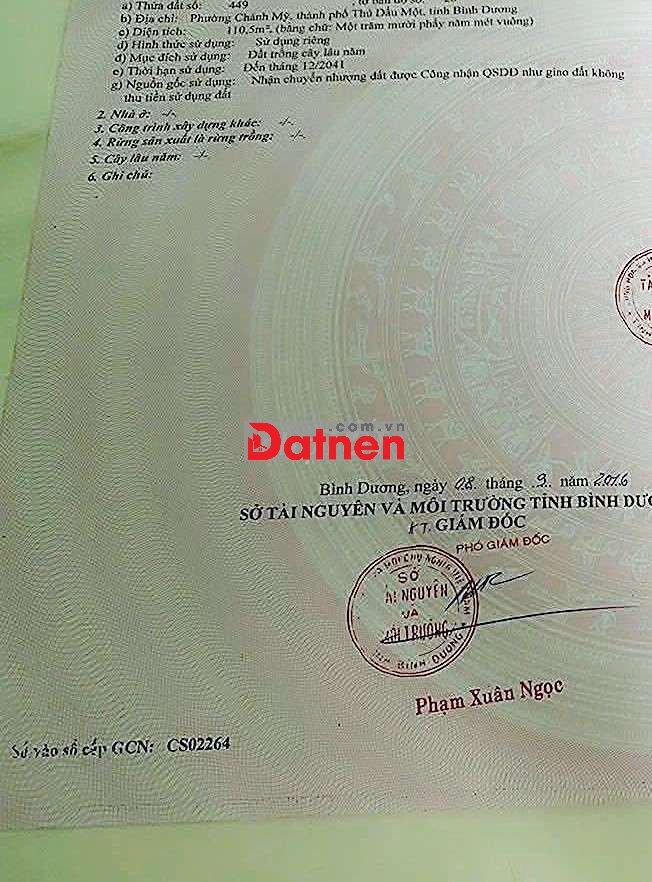 a) Thửa đất số: 449
b) Địa chỉ: Phường Chánh Mỹ, thành phố Thủ Dầu Một, tỉnh Bình Dương
c) Diện tích: 110,5m² (bằng chữ: Một trăm mười phẩy năm mét vuông)
d) Hình thức sử dụng: Sử dụng riêng
đ) Mục đích sử dụng: Đất trồng cây lâu năm
e) Thời hạn sử dụng: Đến tháng 12/2041
g) Nguồn gốc sử dụng: Nhận chuyển nhượng đất được Công nhận QSDĐ như giao đất không
thu tiền sử dụng đất
2. Nhà ở: -/-
3. Công trình xây dựng khác: -/-
4. Rừng sản xuất là rừng trồng: -/-
5. Cây lâu năm: -/-
6. Ghi chú:
TÀ
M
.com.vn
Datnen
Bình Dương, ngày 08 tháng 9 năm 2016
SỞ TÀI NGUYÊN VÀ MÔI TRƯỜNG TỈNH BÌNH DƯƠ
KT. GIÁM ĐỐC
PHÓ GIÁM ĐỐC
SỞ
ÀI NGUYÊN
VÀ
ÔI TRƯỜNG
BÌNH DƯƠNG
Phạm Xuân Ngọc
Số vào sổ cấp GCN: CS02264